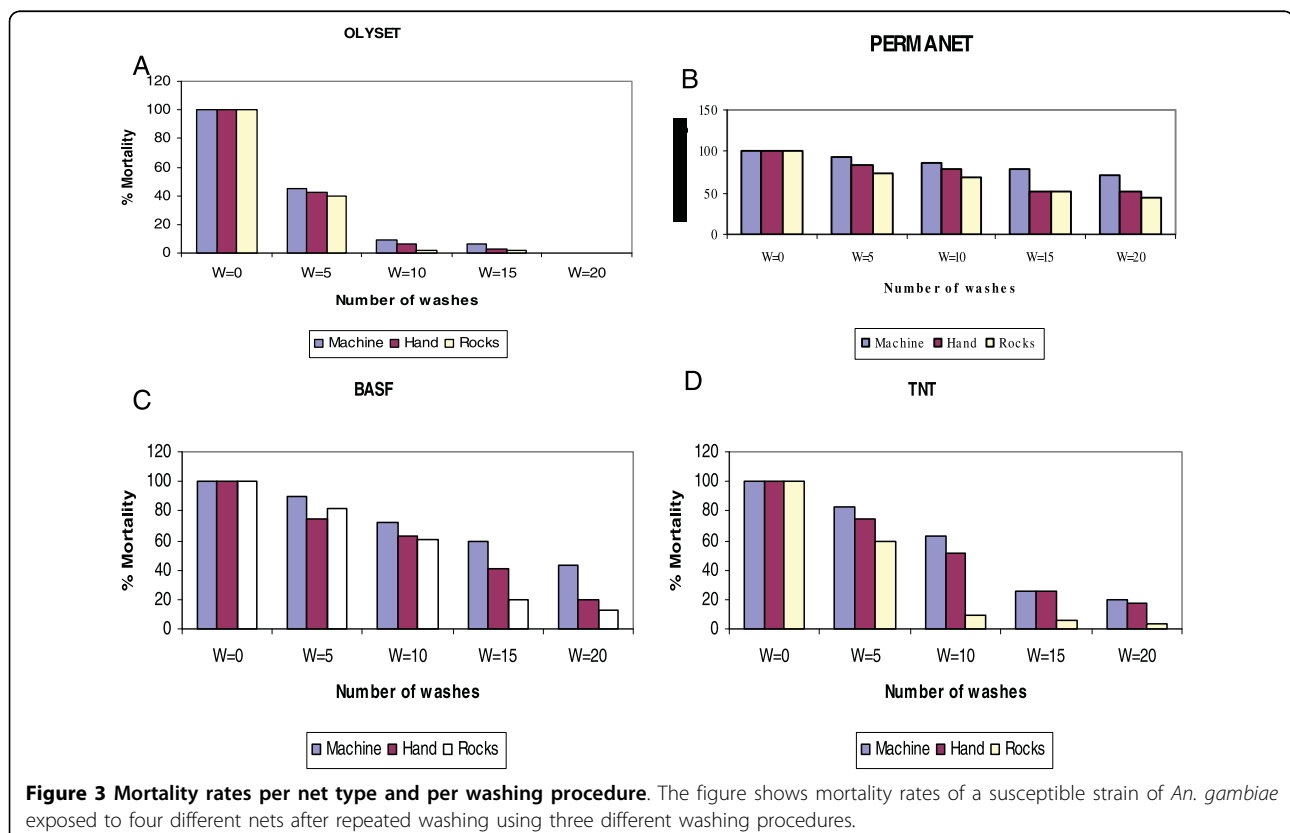 OLYSET
A
120
100
80
60
40
20
0
% Mortality
W=0 W=5 W=10 W=15 W=20
Number of washes
Machine Hand Rocks
PERMANET
B
150
100
50
0
W=0 W=5 W=10 W=15 W=20
Number of washes
Machine Hand Rocks
BASF
C
120
100
80
60
40
20
0
% Mortality
W=0 W=5 W=10 W=15 W=20
Number of washes
Machine Hand Rocks
TNT
D
120
100
80
60
40
20
0
% Mortality
W=0 W=5 W=10 W=15 W=20
Number of washes
Machine Hand Rocks
Figure 3 Mortality rates per net type and per washing procedure. The figure shows mortality rates of a susceptible strain of An. gambiae
exposed to four different nets after repeated washing using three different washing procedures.